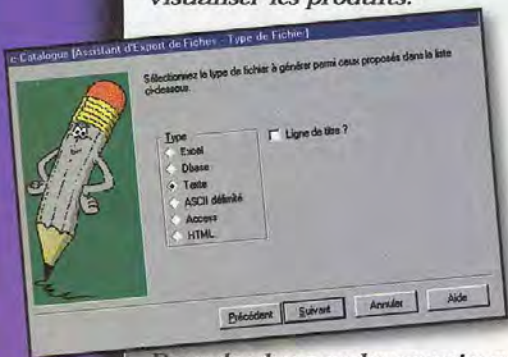 visualiser les produits.
e-Catalogue [Assistant d'Export de Fiches - Type de Fichier]
Sélectionnez le type de fichier à générer parmi ceux proposés dans la liste
ci-dessous.
Type
Ligne de titre ?
Excel
Dbase
Texte
ASCII délimité
Access
HTML
Précédent
Suivant
Annuler
Aide